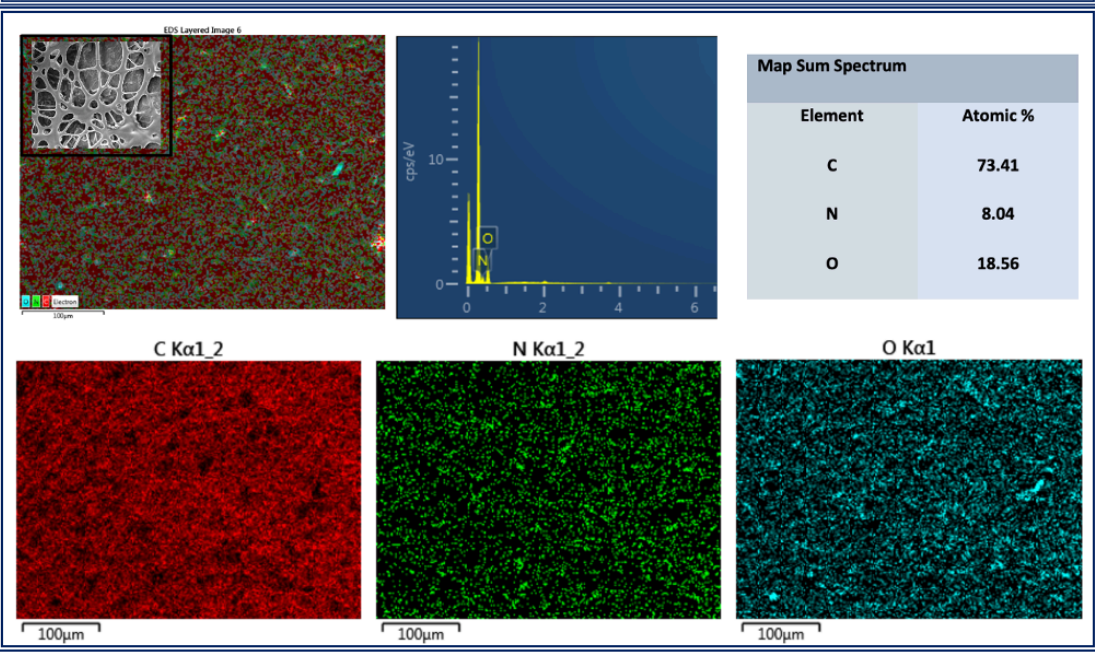 EDS Layered Image 6
O N C Electron
100μm
cps/eV
10
0
O
N
0 2 4 6
Map Sum Spectrum
Element Atomic %
C 73.41
N 8.04
O 18.56
C Kα1_2
N Kα1_2
O Kα1
100μm
100μm
100μm